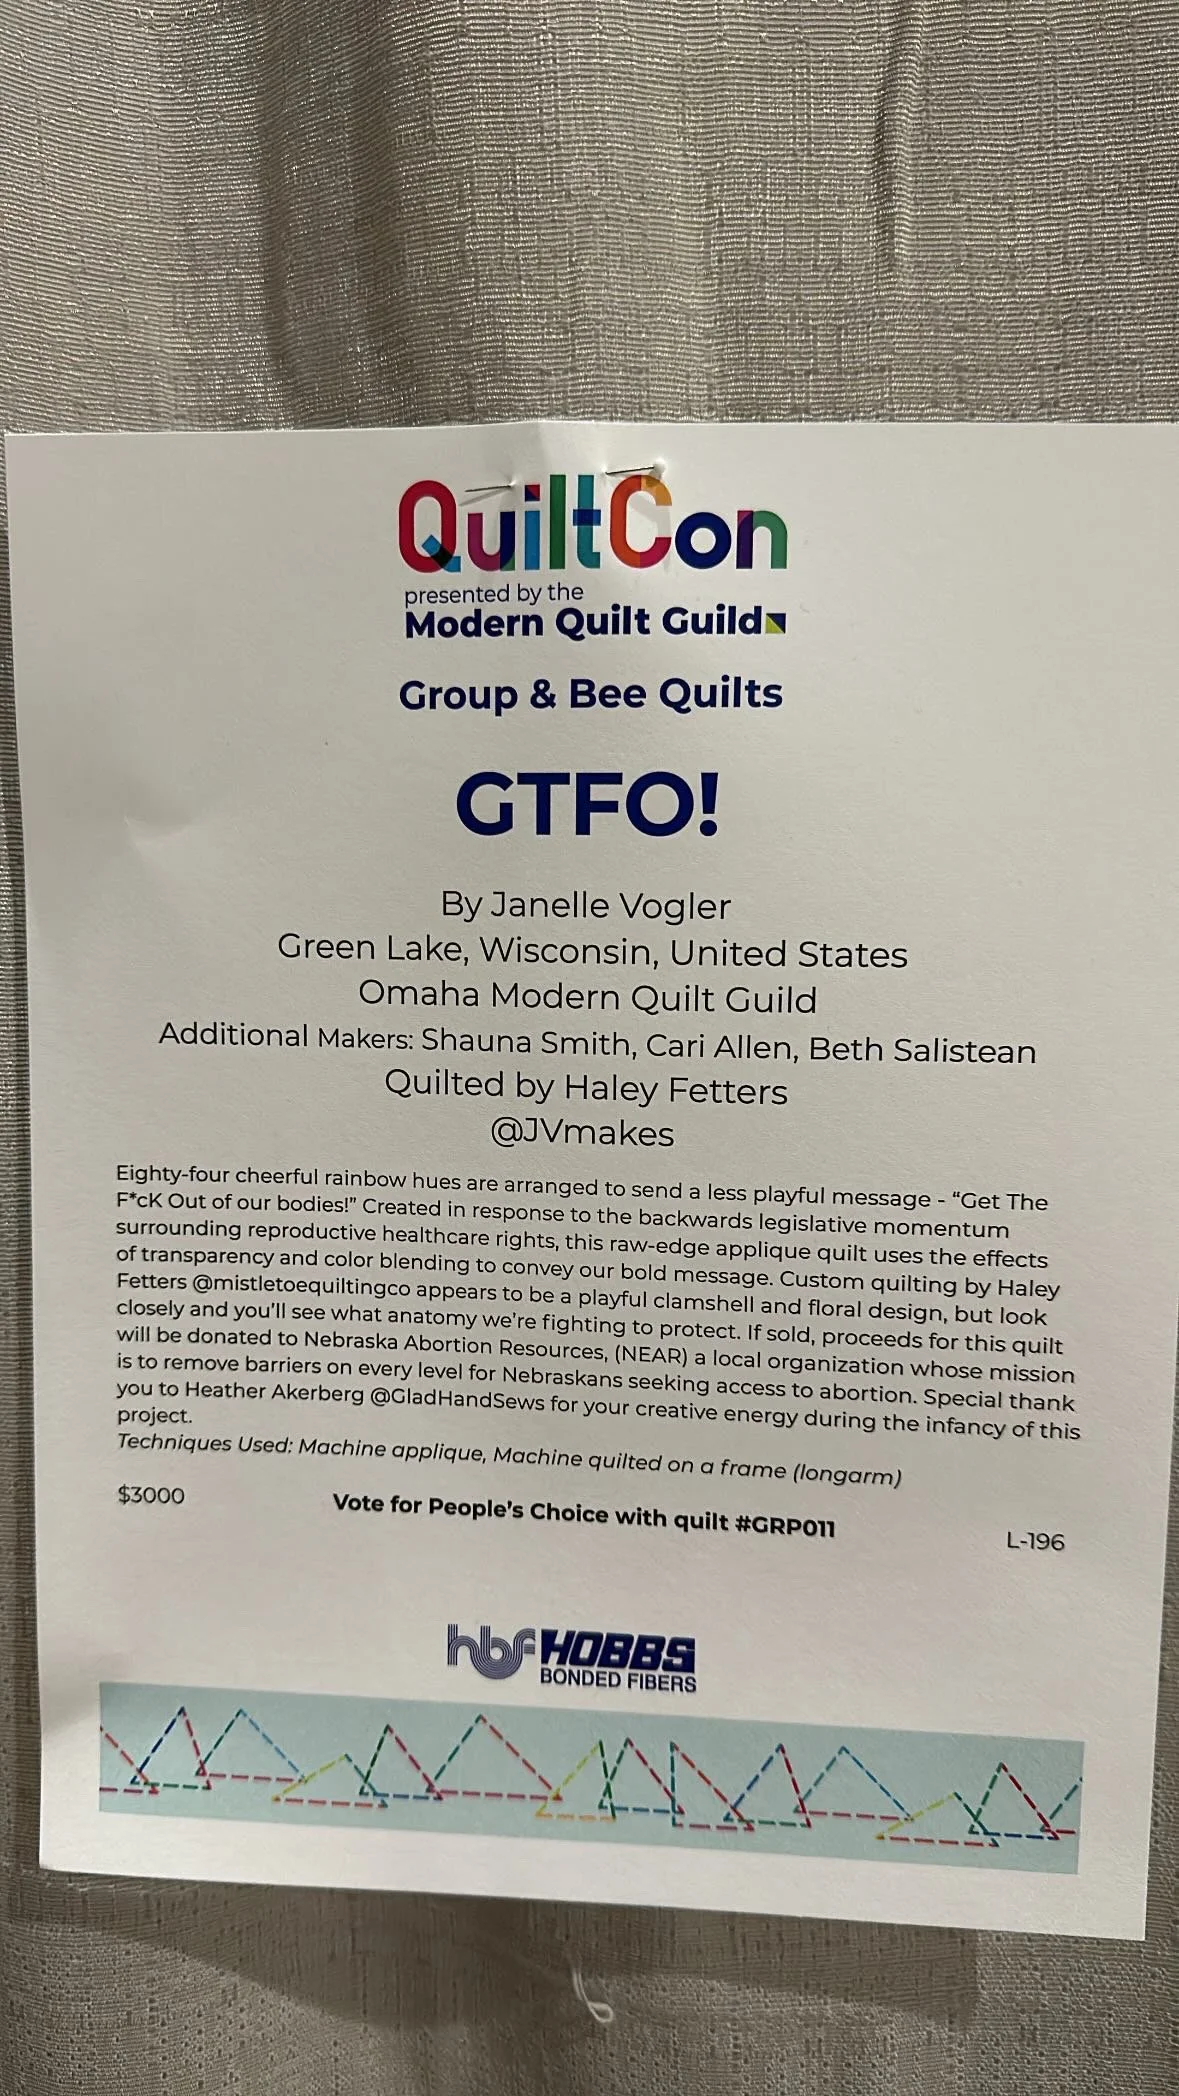 QuiltCon
presented by the
Modern Quilt Guild
Group & Bee Quilts
GTFO!
By Janelle Vogler
Green Lake, Wisconsin, United States
Omaha Modern Quilt Guild
Additional Makers: Shauna Smith, Cari Allen, Beth Salistean
Quilted by Haley Fetters
@JVmakes
Eighty-four cheerful rainbow hues are arranged to send a less playful message - “Get The
F*cK Out of our bodies!” Created in response to the backwards legislative momentum
surrounding reproductive healthcare rights, this raw-edge applique quilt uses the effects
of transparency and color blending to convey our bold message. Custom quilting by Haley
Fetters @mistletoequiltingco appears to be a playful clamshell and floral design, but look
closely and you’ll see what anatomy we’re fighting to protect. If sold, proceeds for this quilt
will be donated to Nebraska Abortion Resources, (NEAR) a local organization whose mission
is to remove barriers on every level for Nebraskans seeking access to abortion. Special thank
you to Heather Akerberg @GladHandSews for your creative energy during the infancy of this
project.
Techniques Used: Machine applique, Machine quilted on a frame (longarm)
$3000 Vote for People’s Choice with quilt #GRP011 L-196
hbf HOBBS
BONDED FIBERS